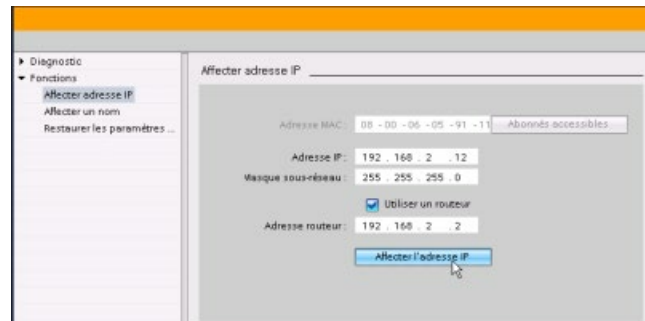 Diagnostic
Fonctions
Affecter adresse IP
Affecter un nom
Restaurer les paramètres ...
Affecter adresse IP
Adresse MAC : 08 - 00 - 06 - 05 - 91 - 11 Abonnés accessibles
Adresse IP : 192 . 168 . 2 . 12
Masque sous-réseau : 255 . 255 . 255 . 0
Utiliser un routeur
Adresse routeur : 192 . 168 . 2 . 2
Affecter l'adresse IP